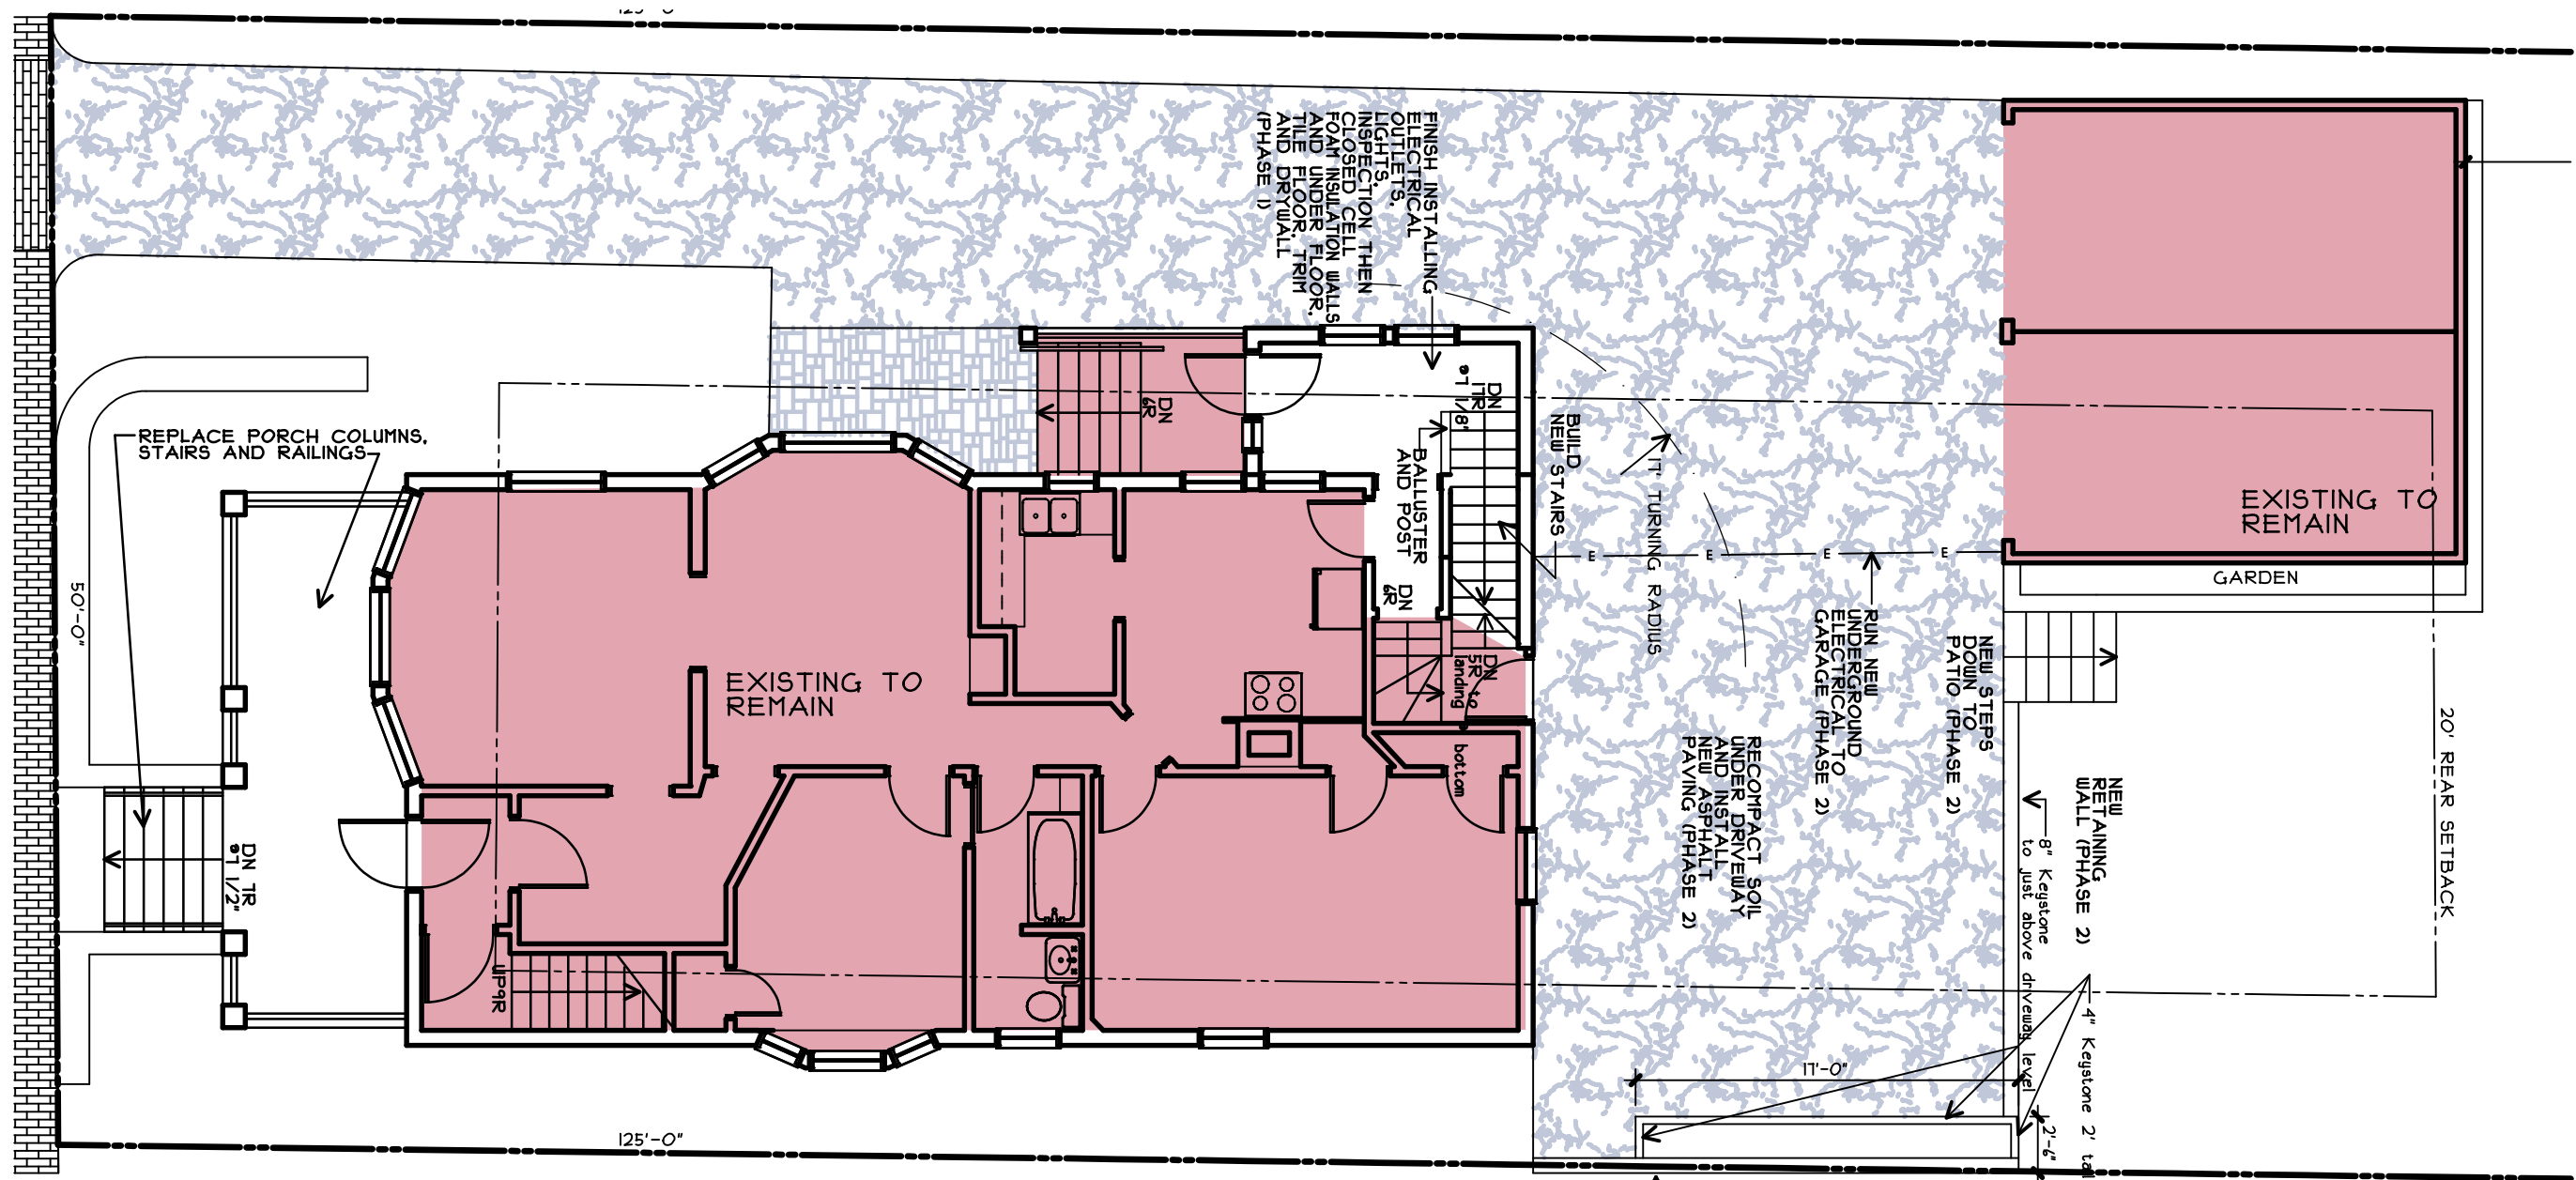 FINISH INSTALLING
ELECTRICAL
OUTLETS,
LIGHTS,
INSPECTION THEN
CLOSED CELL
FOAM INSULATION WALLS
AND UNDER FLOOR,
TILE FLOOR, TRIM
AND DRYWALL
(PHASE 1)
REPLACE PORCH COLUMNS,
STAIRS AND RAILINGS
50'-0"
DN 7R
@7 1/2"
UP9R
EXISTING TO
REMAIN
DN
6R
DN
17R
@7 1/8"
BALLUSTER
AND POST
DN
6R
DN
5R to
landing
bottom
BUILD
NEW STAIRS
17' TURNING RADIUS
E
E
E
E
RUN NEW
UNDERGROUND
ELECTRICAL TO
GARAGE (PHASE 2)
RECOMPACT SOIL
UNDER DRIVEWAY
AND INSTALL
NEW ASPHALT
PAVING (PHASE 2)
NEW STEPS
DOWN TO
PATIO (PHASE 2)
EXISTING TO
REMAIN
GARDEN
20' REAR SETBACK
NEW
RETAINING
WALL (PHASE 2)
8" Keystone
to just above driveway level
4" Keystone 2'
17'-0"
2'-6"
125'-0"